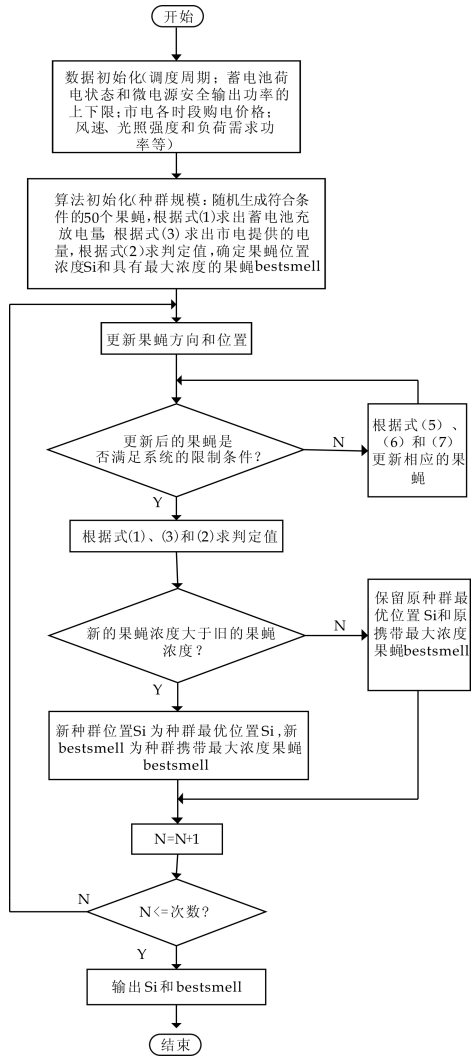 开始
数据初始化(调度周期；蓄电池荷
电状态和微电源安全输出功率的
上下限；市电各时段购电价格；
风速、光照强度和负荷需求功
率等)
算法初始化(种群规模：随机生成符合条
件的50个果蝇,根据式(1)求出蓄电池充
放电量,根据式(3)求出市电提供的电
量,根据式(2)求判定值,确定果蝇位置
浓度Si和具有最大浓度的果蝇bestsmell
更新果蝇方向和位置
更新后的果蝇是
否满足系统的限制条件？
N
根据式(5)、
(6)和(7)
更新相应的果
蝇
Y
根据式(1)、(3)和(2)求判定值
新的果蝇浓度大于旧的果蝇
浓度？
N
保留原种群最
优位置Si和原
携带最大浓度
果蝇bestsmell
Y
新种群位置Si为种群最优位置Si,新
bestsmell为种群携带最大浓度果蝇
bestsmell
N=N+1
N<=次数?
N
Y
输出Si和bestsmell
结束